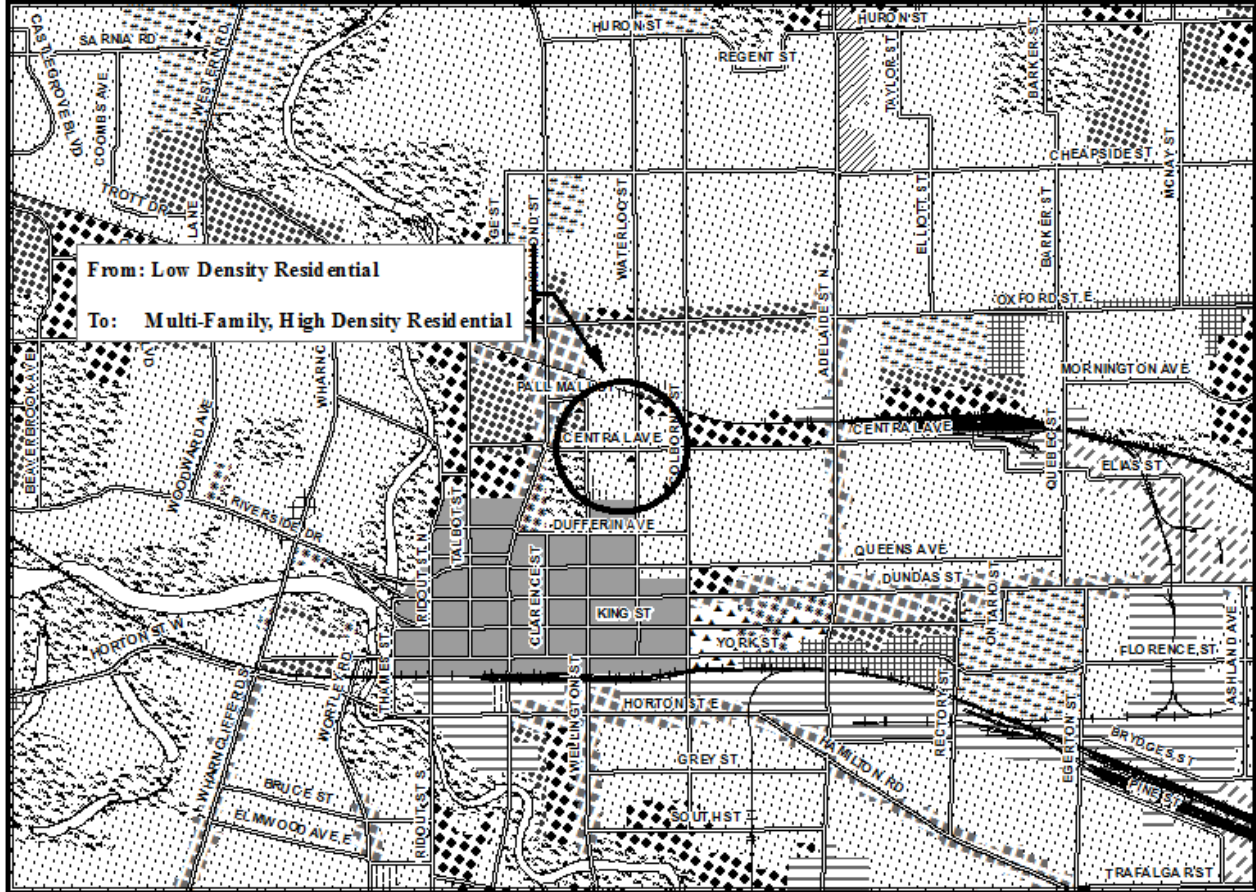 HURON ST
HURON ST
SARNIA RD
CASTLEGROVE BLVD
WESTERN RD
REGENT ST
TAYLOR ST
BARKER ST
COOMBS AVE
CHEAPSIDE ST
MCNAY ST
TROTT DR
LANE
WATERLOO ST
ELLIOTT ST
BARKER ST
From: Low Density Residential
To: Multi-Family, High Density Residential
ADELAIDE ST N
OXFORD ST E
BEAVERBROOK AVE
WHARNC
PALL MALL
COLBORNE ST
MORNINGTON AVE
WOODWARD AVE
CENTRAL AVE
CENTRAL AVE
QUEBEC ST
ELIAS ST
RIVERSIDE DR
TALBOT ST
DUFFERIN AVE
RIDOUT ST N
CLARENCE ST
QUEENS AVE
DUNDAS ST
ONTARIO ST
KING ST
HORTON ST W
THAMES ST
YORK ST
FLORENCE ST
ASHLAND AVE
WORTLEY RD
WELLINGTON ST
WHARNCLIFFE RD S
HORTON ST E
RECTORY ST
EGERTON ST
HAMILTON RD
BRYDGES ST
GREY ST
PINE ST
BRUCE ST
RIDOUT ST S
ELMWOOD AVE E
SOUTH ST
TRAFALGAR ST